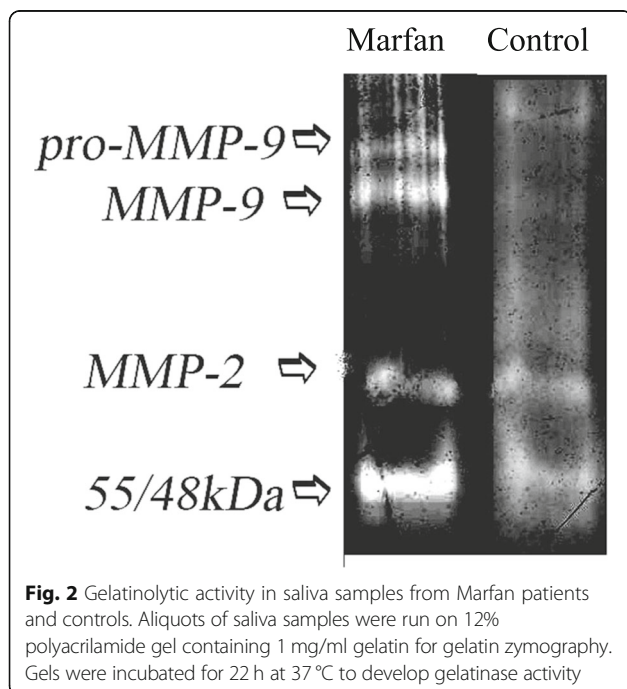 Marfan Control
pro-MMP-9
MMP-9
MMP-2
55/48kDa
Fig. 2 Gelatinolytic activity in saliva samples from Marfan patients
and controls. Aliquots of saliva samples were run on 12%
polyacrilamide gel containing 1 mg/ml gelatin for gelatin zymography.
Gels were incubated for 22 h at 37 °C to develop gelatinase activity